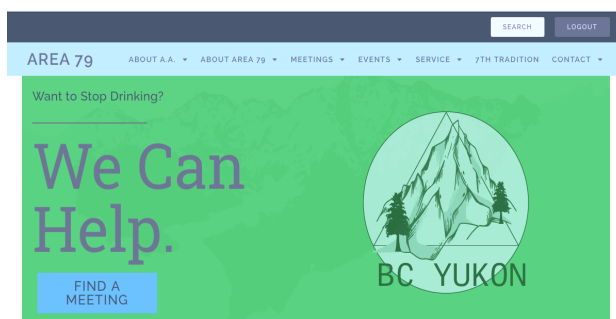 SEARCH LOGOUT
AREA 79 ABOUT A.A. ABOUT AREA 79 MEETINGS EVENTS SERVICE 7TH TRADITION CONTACT
Want to Stop Drinking?
We Can
Help.
FIND A
MEETING
BC YUKON